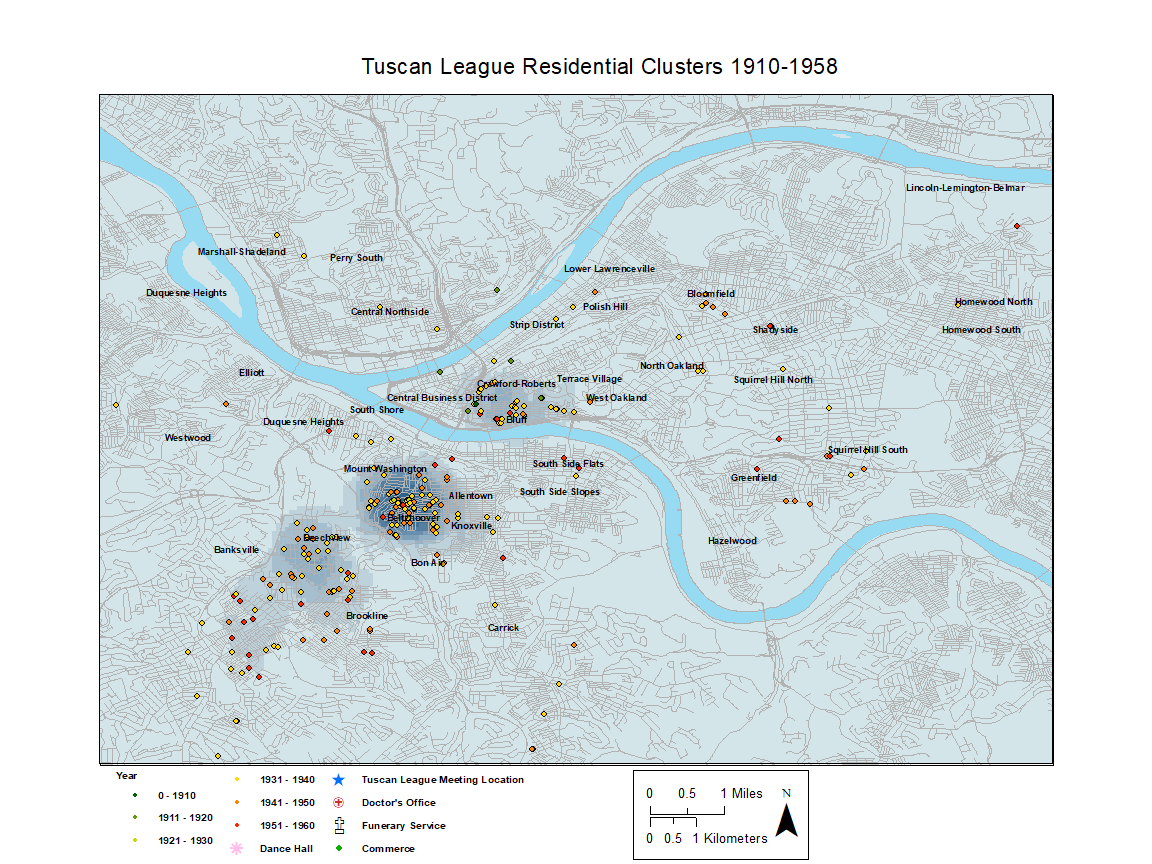 Tuscan League Residential Clusters 1910-1958
Lincoln-Lemington-Belmar
Marshall-Shadeland
Perry South
Lower Lawrenceville
Duquesne Heights
Bloomfield
Homewood North
Polish Hill
Central Northside
Strip District
Shadyside
Homewood South
North Oakland
Elliott
Terrace Village
Squirrel Hill North
Crawford-Roberts
Central Business District
West Oakland
South Shore
Duquesne Heights
Bluff
Westwood
Squirrel Hill South
Mount Washington
South Side Flats
Greenfield
Allentown
South Side Slopes
Beltzhoover
Knoxville
Beechview
Hazelwood
Banksville
Bon Air
Brookline
Carrick
Year
0 - 1910
1911 - 1920
1921 - 1930
1931 - 1940
1941 - 1950
1951 - 1960
Dance Hall
Tuscan League Meeting Location
Doctor's Office
Funerary Service
Commerce
0 0.5 1 Miles
0 0.5 1 Kilometers
N